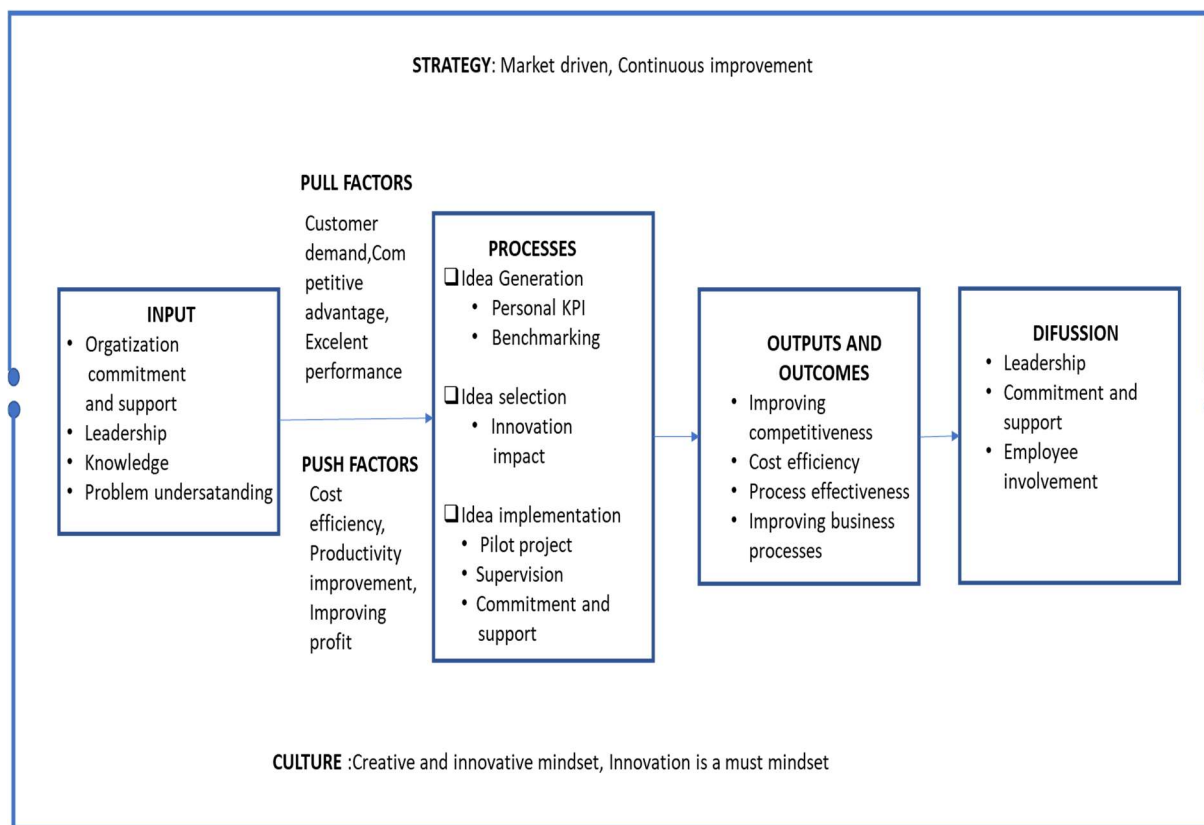 STRATEGY: Market driven, Continuous improvement
INPUT
• Orgatization
commitment
and support
• Leadership
• Knowledge
• Problem undersatanding
PULL FACTORS
Customer
demand,Com
petitive
advantage,
Excelent
performance
PUSH FACTORS
Cost
efficiency,
Productivity
improvement,
Improving
profit
PROCESSES
❑Idea Generation
• Personal KPI
• Benchmarking
❑Idea selection
• Innovation
impact
❑Idea implementation
• Pilot project
• Supervision
• Commitment and
support
OUTPUTS AND
OUTCOMES
• Improving
competitiveness
• Cost efficiency
• Process effectiveness
• Improving business
processes
DIFUSSION
• Leadership
• Commitment and
support
• Employee
involvement
CULTURE :Creative and innovative mindset, Innovation is a must mindset